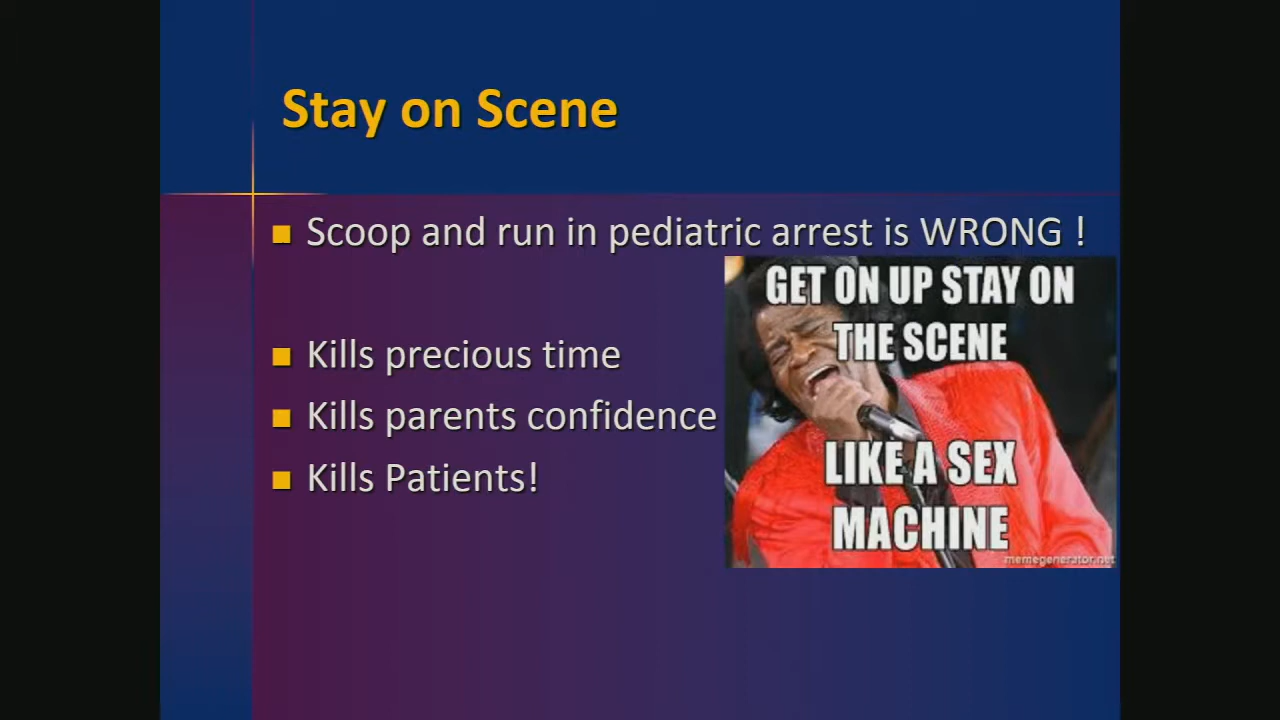 Stay on Scene
Scoop and run in pediatric arrest is WRONG !
Kills precious time
Kills parents confidence
Kills Patients!
GET ON UP STAY ON
THE SCENE
LIKE A SEX
MACHINE
memegenerator.net